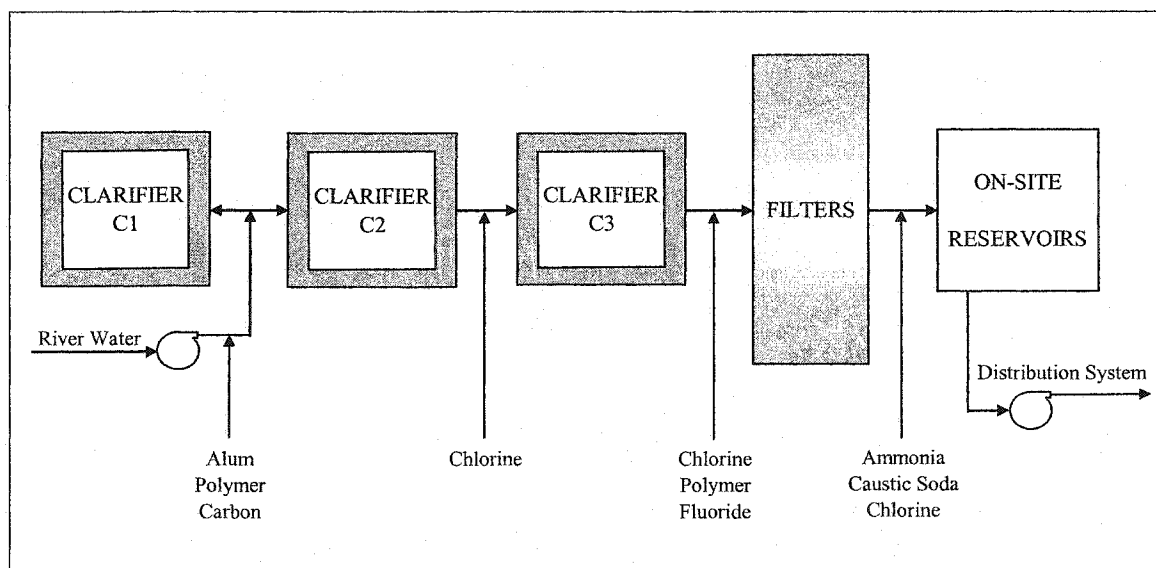 CLARIFIER
C1
CLARIFIER
C2
CLARIFIER
C3
FILTERS
ON-SITE
RESERVOIRS
River Water
Distribution System
Alum
Polymer
Carbon
Chlorine
Chlorine
Polymer
Fluoride
Ammonia
Caustic Soda
Chlorine